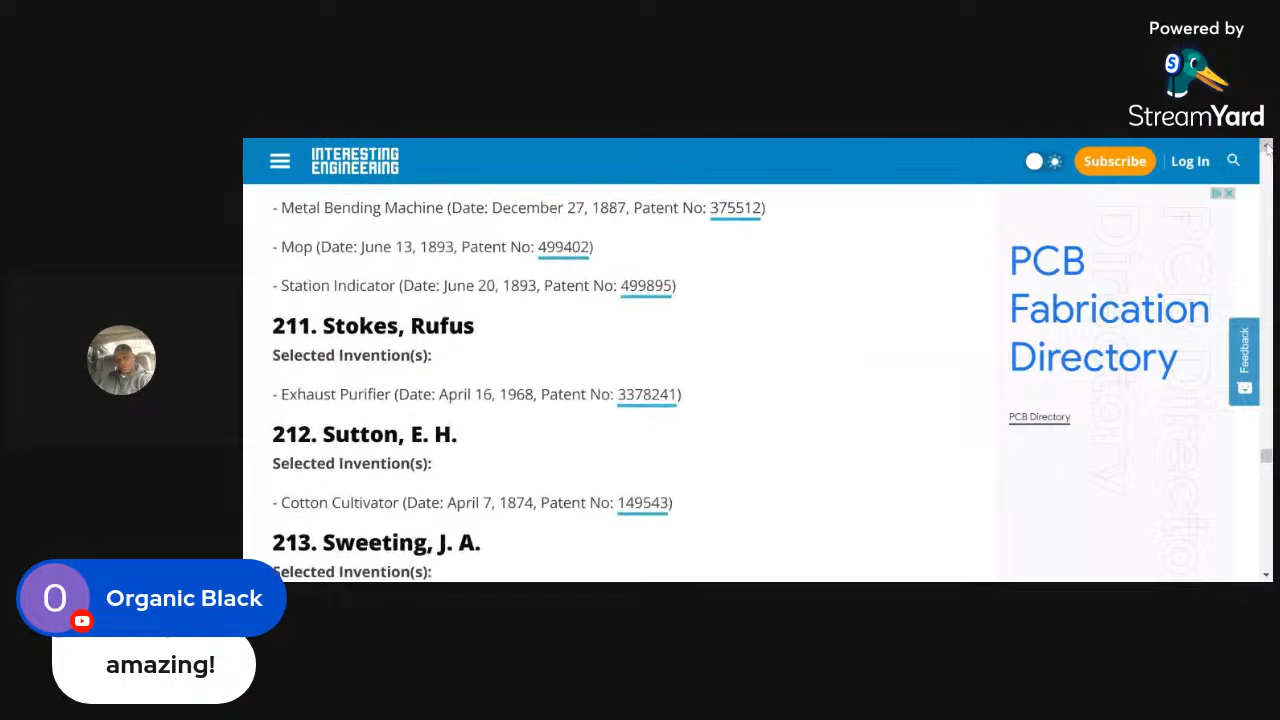 Powered by
StreamYard
INTERESTING
ENGINEERING
Subscribe
Log In
- Metal Bending Machine (Date: December 27, 1887, Patent No: 375512)
- Mop (Date: June 13, 1893, Patent No: 499402)
- Station Indicator (Date: June 20, 1893, Patent No: 499895)
211. Stokes, Rufus
Selected Invention(s):
- Exhaust Purifier (Date: April 16, 1968, Patent No: 3378241)
212. Sutton, E. H.
Selected Invention(s):
- Cotton Cultivator (Date: April 7, 1874, Patent No: 149543)
213. Sweeting, J. A.
Selected Invention(s):
PCB
Fabrication
Directory
PCB Directory
PCB Directory
Feedback
O
Organic Black
amazing!